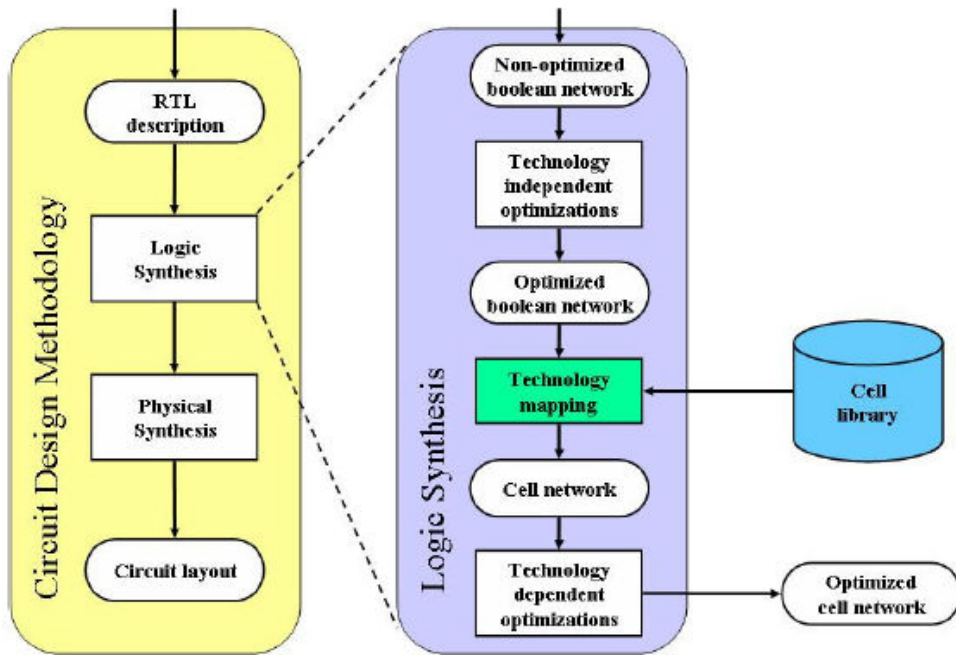 Circuit Design Methodology
RTL
description
Logic
Synthesis
Physical
Synthesis
Circuit layout
Logic Synthesis
Non-optimized
boolean network
Technology
independent
optimizations
Optimized
boolean network
Technology
mapping
Cell network
Technology
dependent
optimizations
Cell
library
Optimized
cell network